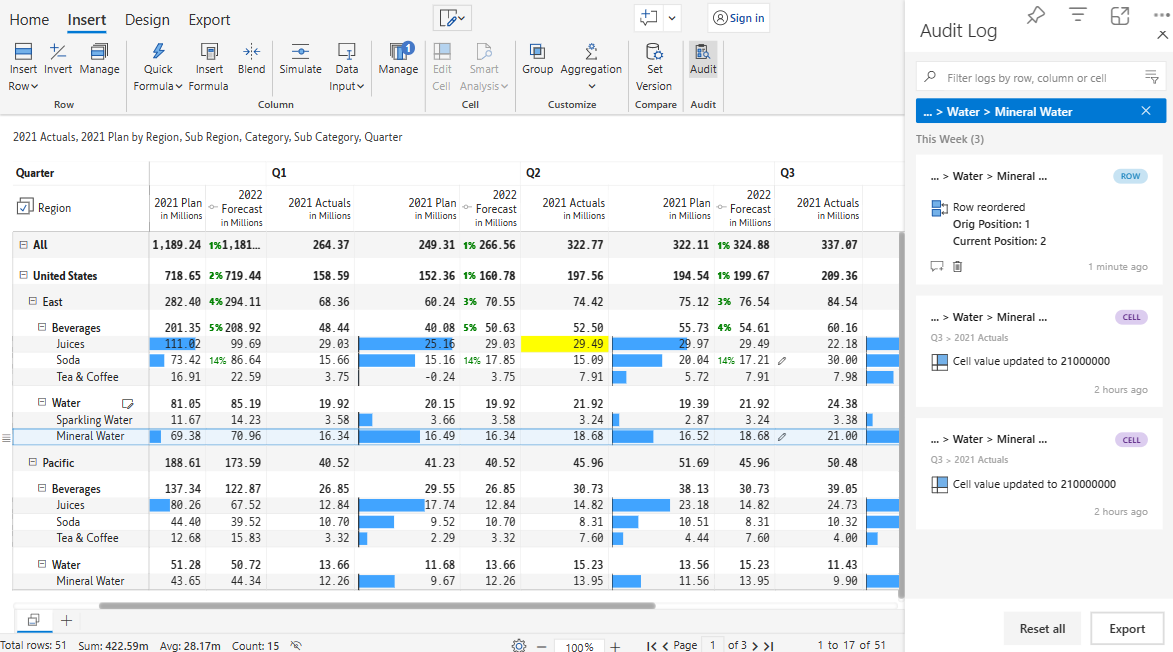 Home Insert Design Export Sign in
Insert Row Invert Manage Quick Formula Insert Formula Blend Simulate Data Input Manage 1 Edit Cell Smart Analysis Group Aggregation Set Version Audit
Row Column Cell Customize Compare Audit
2021 Actuals, 2021 Plan by Region, Sub Region, Category, Sub Category, Quarter
Quarter Q1 Q2 Q3
Region 2021 Plan in Millions 2022 Forecast in Millions 2021 Actuals in Millions 2021 Plan in Millions 2022 Forecast in Millions 2021 Actuals in Millions 2021 Plan in Millions 2022 Forecast in Millions 2021 Actuals in Millions
All 1,189.24 1% 1,181... 264.37 249.31 1% 266.56 322.77 322.11 1% 324.88 337.07
United States 718.65 2% 719.44 158.59 152.36 1% 160.78 197.56 194.54 1% 199.67 209.36
East 282.40 4% 294.11 68.36 60.24 3% 70.55 74.42 75.12 3% 76.54 84.54
Beverages 201.35 5% 208.92 48.44 40.08 5% 50.63 52.50 55.73 4% 54.61 60.16
Juices 111.02 99.69 29.03 25.16 29.03 29.49 29.97 29.49 22.18
Soda 73.42 14% 86.64 15.66 15.16 14% 17.85 15.09 20.04 14% 17.21 30.00
Tea & Coffee 16.91 22.59 3.75 -0.24 3.75 7.91 5.72 7.91 7.98
Water 81.05 85.19 19.92 20.15 19.92 21.92 19.39 21.92 24.38
Sparkling Water 11.67 14.23 3.58 3.66 3.58 3.24 2.87 3.24 3.38
Mineral Water 69.38 70.96 16.34 16.49 16.34 18.68 16.52 18.68 21.00
Pacific 188.61 173.59 40.52 41.23 40.52 45.96 51.69 45.96 50.48
Beverages 137.34 122.87 26.85 29.55 26.85 30.73 38.13 30.73 39.05
Juices 80.26 67.52 12.84 17.74 12.84 14.82 23.18 14.82 24.73
Soda 44.40 39.52 10.70 9.52 10.70 8.31 10.51 8.31 10.32
Tea & Coffee 12.68 15.83 3.32 2.29 3.32 7.60 4.44 7.60 4.00
Water 51.28 50.72 13.66 11.68 13.66 15.23 13.56 15.23 11.43
Mineral Water 43.65 44.34 12.26 9.67 12.26 13.95 11.56 13.95 9.90
Total rows: 51 Sum: 422.59m Avg: 28.17m Count: 15 100% Page 1 of 3 1 to 17 of 51
Audit Log
Filter logs by row, column or cell
... > Water > Mineral Water
This Week (3)
... > Water > Mineral ... ROW
Row reordered
Orig Position: 1
Current Position: 2
1 minute ago
... > Water > Mineral ... CELL
Q3 > 2021 Actuals
Cell value updated to 21000000
2 hours ago
... > Water > Mineral ... CELL
Q3 > 2021 Actuals
Cell value updated to 210000000
2 hours ago
Reset all Export